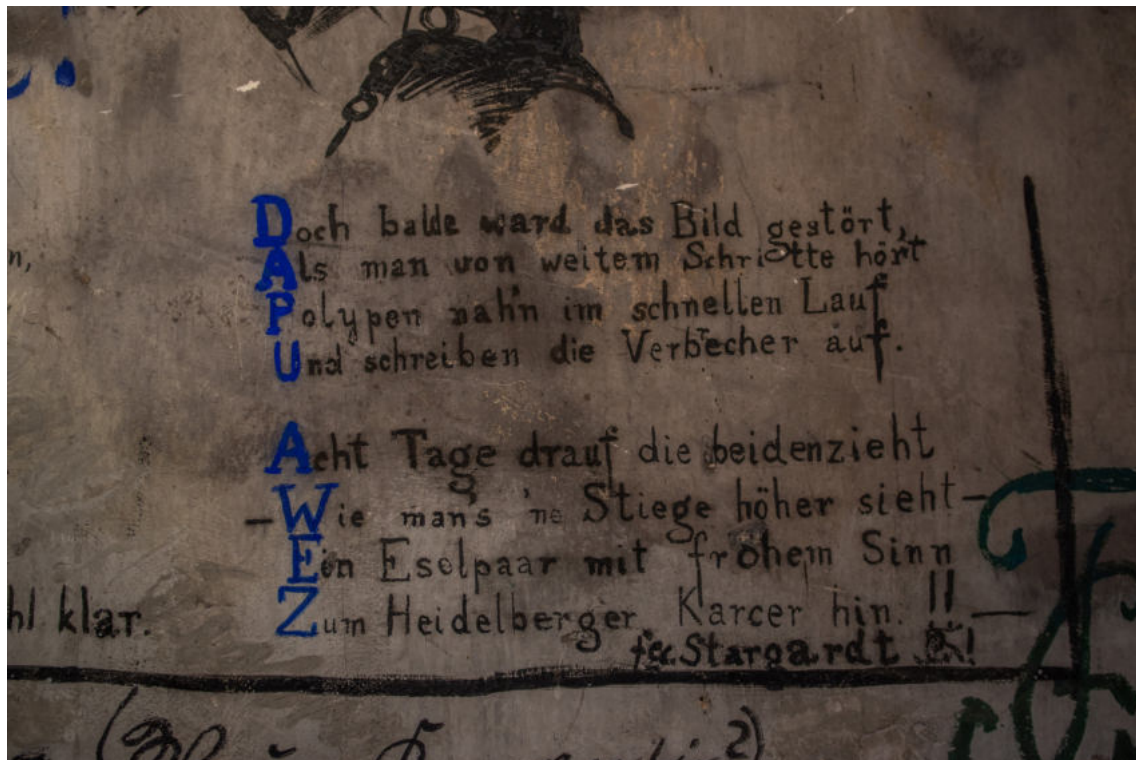 n,
Doch balde ward das Bild gestört,
Als man von weitem Schritte hört
Polypen nah'n im schnellen Lauf
Und schreiben die Verbrecher auf.
Acht Tage drauf die beidenzieht
– Wie man's 'ne Stiege höher sieht –
Ein Eselpaar mit frohem Sinn
hl klar.
Zum Heidelberger Karcer hin. !! –
fec. Stargardt